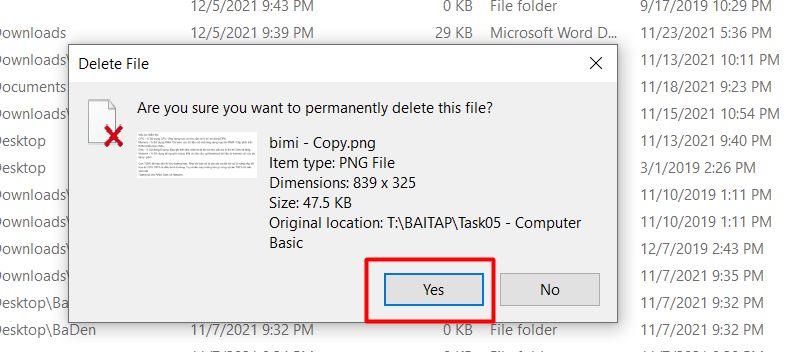 12/5/2021 9:43 PM 0 KB File folder 9/17/2019 10:29 PM
Downloads 12/5/2021 9:39 PM 29 KB Microsoft Word D... 11/23/2021 5:36 PM
Downloads\ 11/13/2021 10:11 PM
Documents 11/18/2021 9:23 PM
Downloads\ 11/15/2021 10:54 PM
Desktop 11/13/2021 9:40 PM
Desktop 3/1/2019 2:26 PM
Downloads\ 11/10/2019 1:11 PM
Downloads\ 11/10/2019 1:11 PM
Downloads\ 12/7/2019 2:43 PM
Downloads\ 11/7/2021 9:35 PM
Desktop\Ba 11/7/2021 9:32 PM
Desktop\BaDen 11/7/2021 9:32 PM 0 KB File folder 11/7/2021 9:32 PM
Delete File
Are you sure you want to permanently delete this file?
bimi - Copy.png
Item type: PNG File
Dimensions: 839 x 325
Size: 47.5 KB
Original location: T:\BAITAP\Task05 - Computer
Basic
Yes No